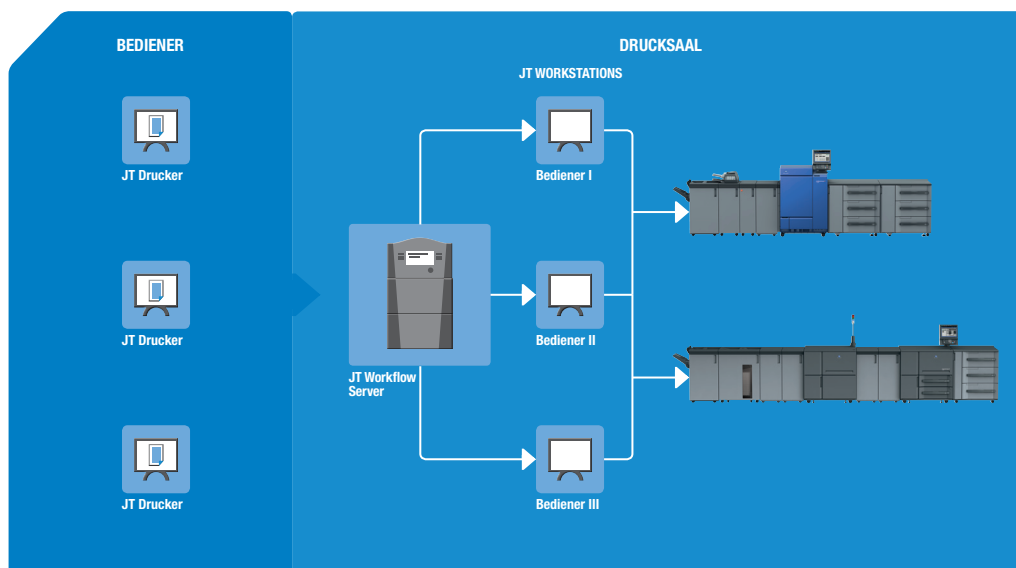 BEDIENER
JT Drucker
JT Drucker
JT Drucker
DRUCKSAAL
JT WORKSTATIONS
JT Workflow
Server
Bediener I
Bediener II
Bediener III